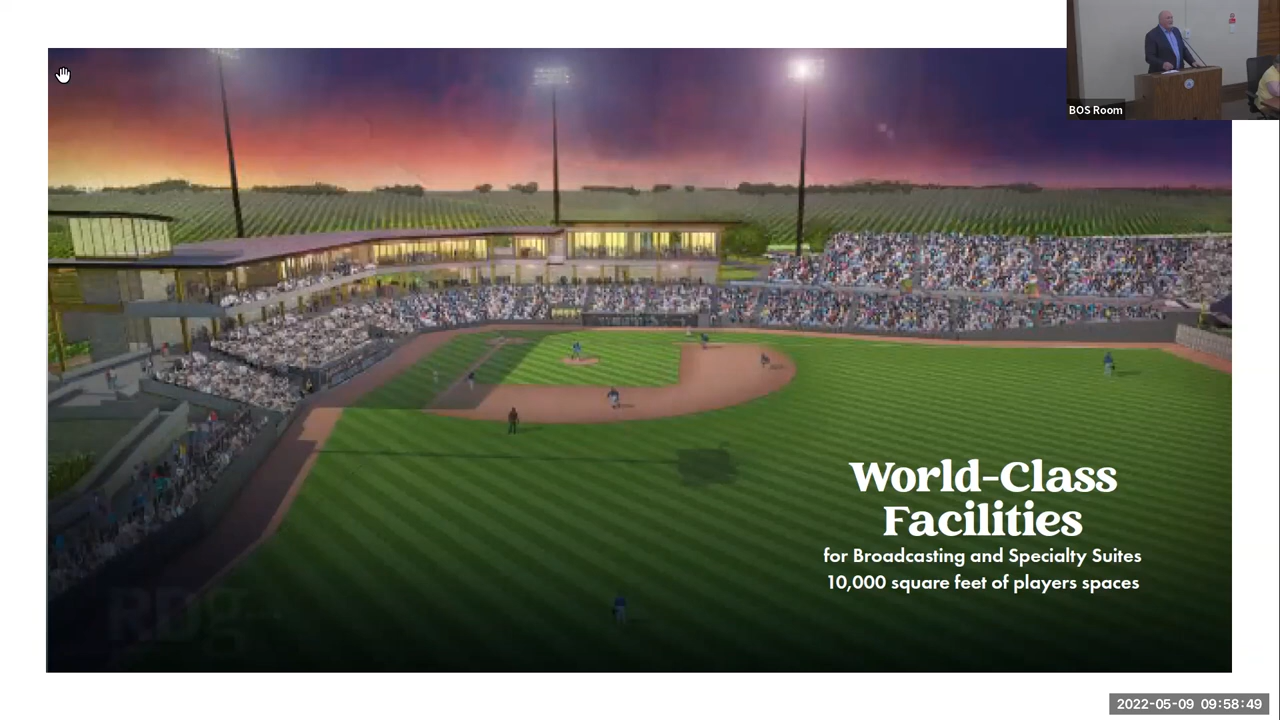 BOS Room
World-Class
Facilities
for Broadcasting and Specialty Suites
10,000 square feet of players spaces
RDg
2022-05-09 09:58:49